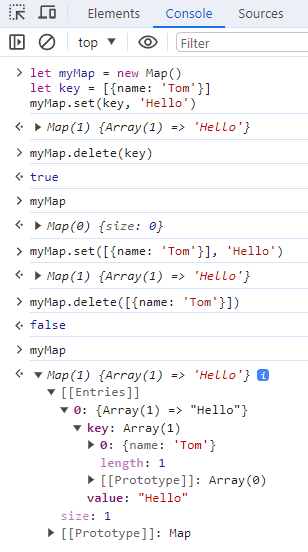 Elements Console Sources
top Filter
> let myMap = new Map()
let key = [{name: 'Tom'}]
myMap.set(key, 'Hello')
<· ▶ Map(1) {Array(1) => 'Hello'}
> myMap.delete(key)
<· true
> myMap
<· ▶ Map(0) {size: 0}
> myMap.set([{name: 'Tom'}], 'Hello')
<· ▶ Map(1) {Array(1) => 'Hello'}
> myMap.delete([{name: 'Tom'}])
<· false
> myMap
<· ▼ Map(1) {Array(1) => 'Hello'} i
▼ [[Entries]]
▼ 0: {Array(1) => "Hello"}
▼ key: Array(1)
▶ 0: {name: 'Tom'}
length: 1
▶ [[Prototype]]: Array(0)
value: "Hello"
size: 1
▶ [[Prototype]]: Map